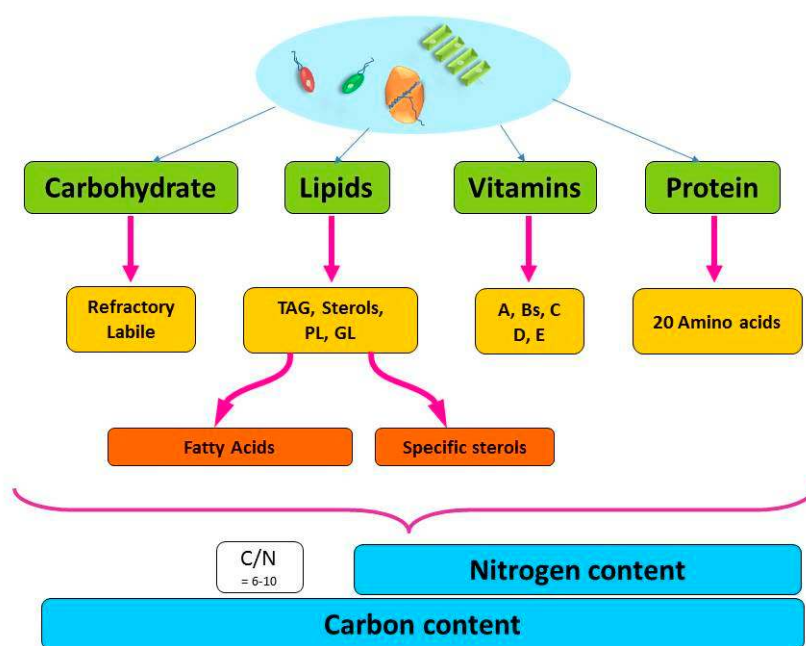 Carbohydrate
Lipids
Vitamins
Protein
Refractory
Labile
TAG, Sterols,
PL, GL
A, Bs, C
D, E
20 Amino acids
Fatty Acids
Specific sterols
C/N
= 6-10
Nitrogen content
Carbon content